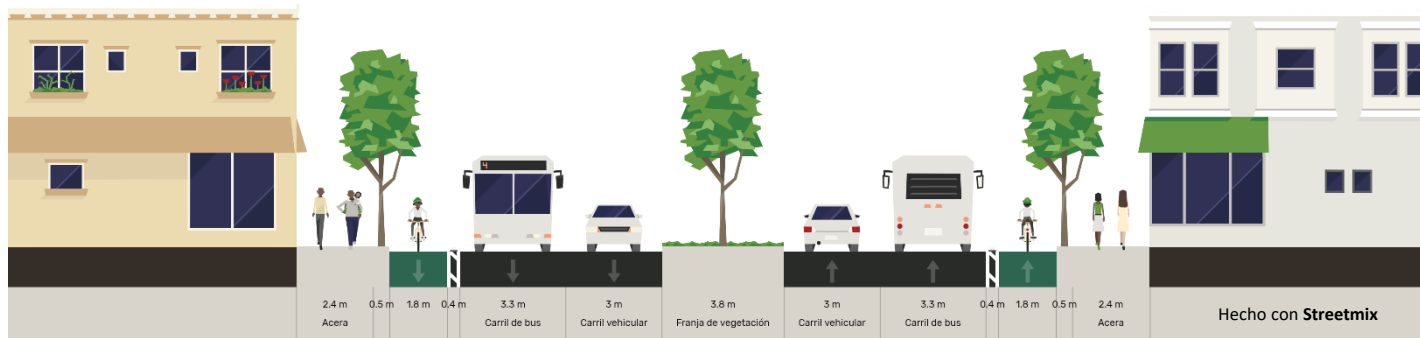 4
2.4 m
0.5 m
1.8 m
0.4 m
3.3 m
3 m
3.8 m
3 m
3.3 m
0.4 m
1.8 m
0.5 m
2.4 m
Acera
Carril de bus
Carril vehicular
Franja de vegetación
Carril vehicular
Carril de bus
Acera
Hecho con Streetmix